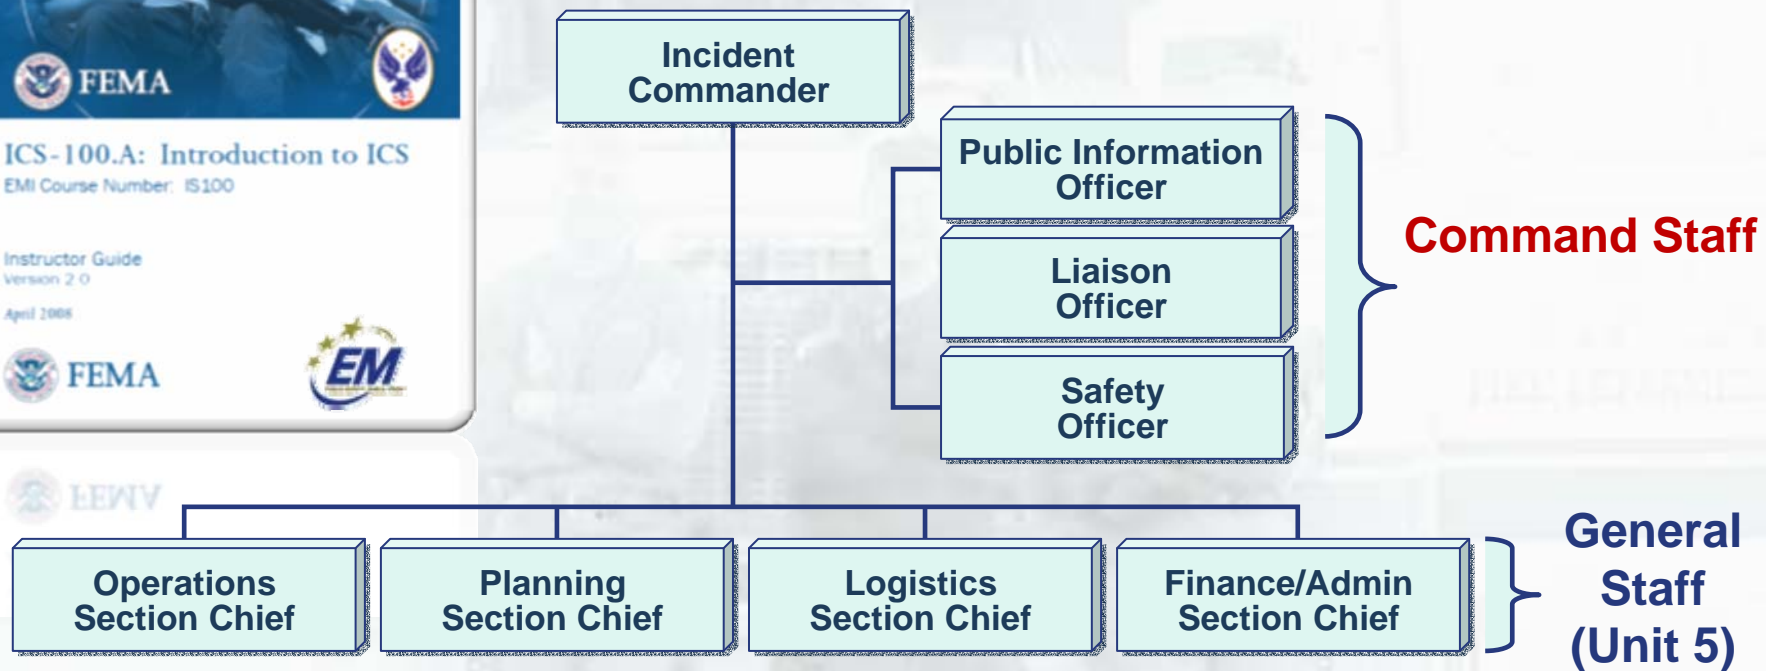 FEMA
ICS-100.A: Introduction to ICS
EMI Course Number: IS100
Instructor Guide
Version 2.0
April 2008
FEMA
EM
FEMA
Incident
Commander
Public Information
Officer
Liaison
Officer
Safety
Officer
Command Staff
Operations
Section Chief
Planning
Section Chief
Logistics
Section Chief
Finance/Admin
Section Chief
General
Staff
(Unit 5)